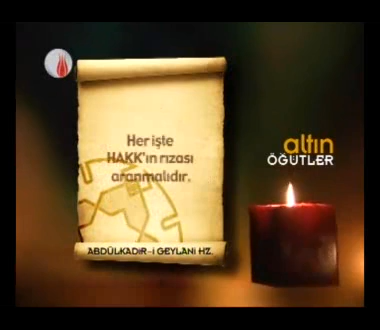 Her işte
HAKK'ın rızası
aranmalıdır.
ABDÜLKADİR-İ GEYLANİ HZ.
altın
ÖĞÜTLER